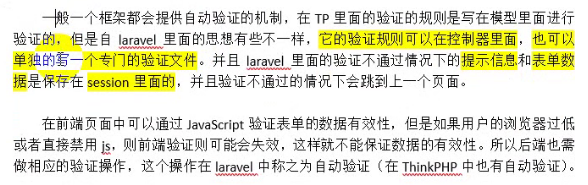 一般一个框架都会提供自动验证的机制，在 TP 里面的验证的规则是写在模型里面进行
验证的，但是自 laravel 里面的思想有些不一样，它的验证规则可以在控制器里面，也可以
单独的写一个专门的验证文件。并且 laravel 里面的验证不通过情况下的提示信息和表单数
据是保存在 session 里面的，并且验证不通过的情况下会跳到上一个页面。
在前端页面中可以通过 JavaScript 验证表单的数据有效性，但是如果用户的浏览器过低
或者直接禁用 js，则前端验证则可能会失效，这样就不能保证数据的有效性。所以后端也需
做相应的验证操作，这个操作在 laravel 中称之为自动验证（在 ThinkPHP 中也有自动验证）。